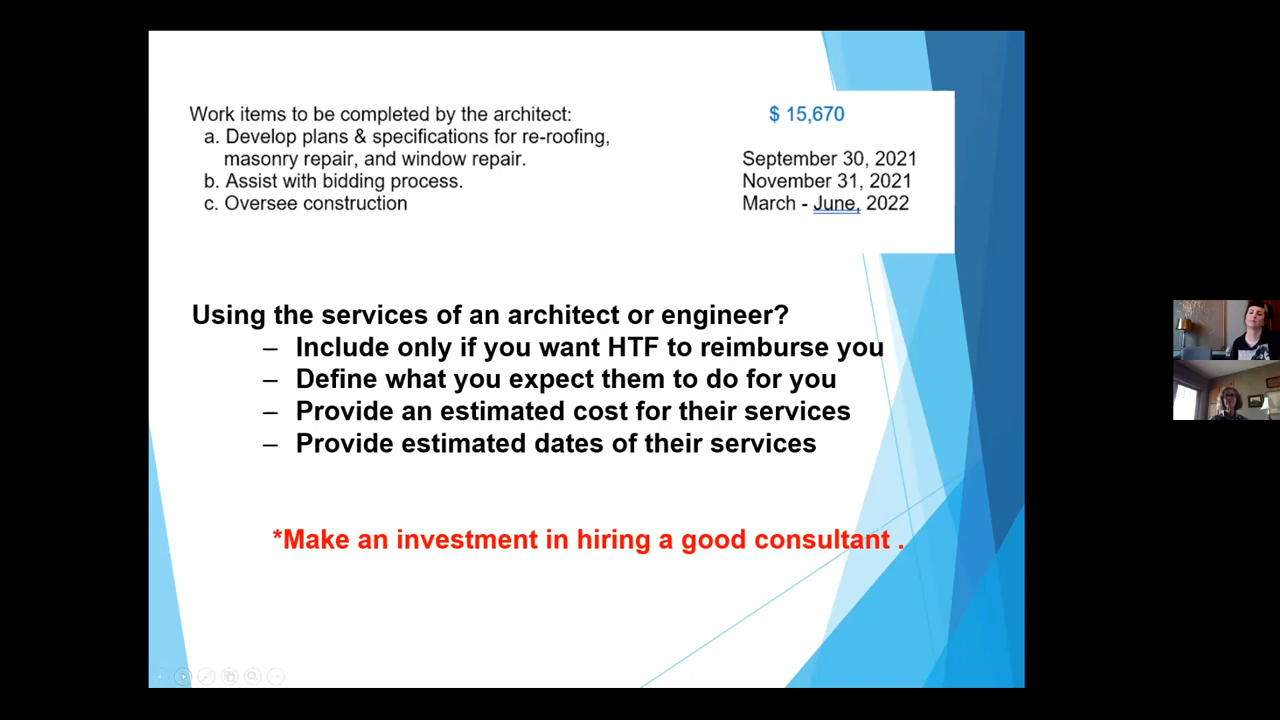 Work items to be completed by the architect: $ 15,670
a. Develop plans & specifications for re-roofing,
masonry repair, and window repair. September 30, 2021
b. Assist with bidding process. November 31, 2021
c. Oversee construction March - June, 2022
Using the services of an architect or engineer?
– Include only if you want HTF to reimburse you
– Define what you expect them to do for you
– Provide an estimated cost for their services
– Provide estimated dates of their services
*Make an investment in hiring a good consultant .